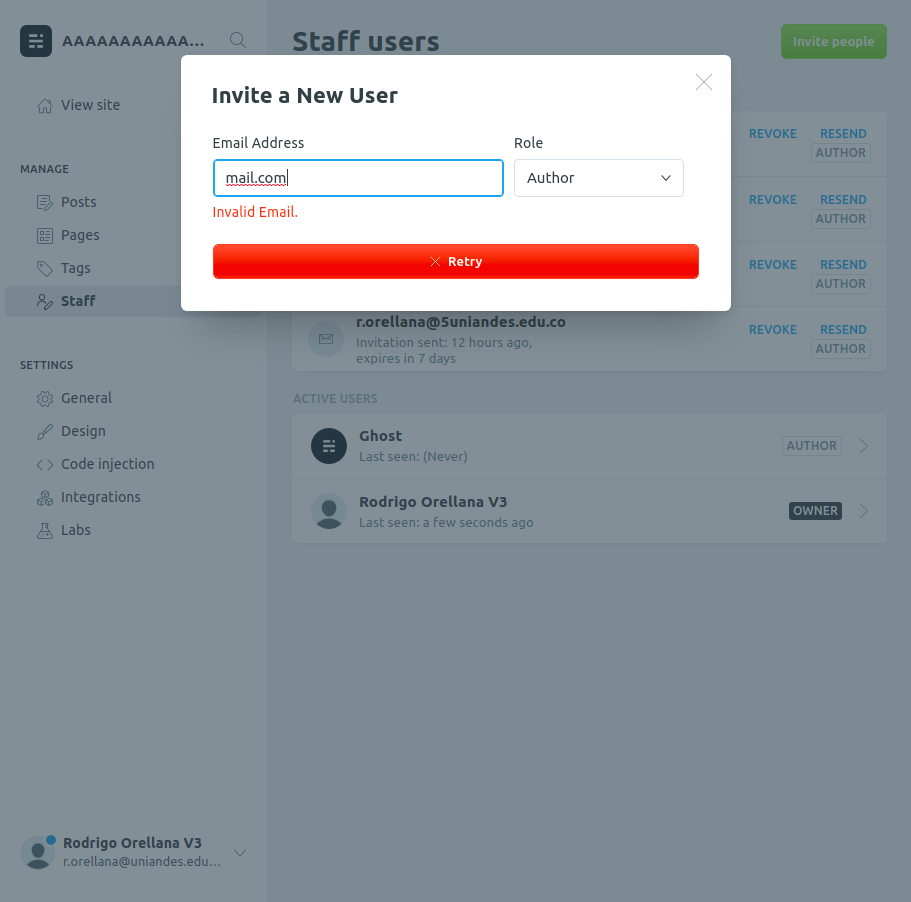 AAAAAAAAAAA...
Staff users
Invite people
View site
MANAGE
Posts
Pages
Tags
Staff
SETTINGS
General
Design
Code injection
Integrations
Labs
Rodrigo Orellana V3
r.orellana@uniandes.edu...
Invite a New User
Email Address
Role
mail.com
Author
Invalid Email.
Retry
REVOKE RESEND
AUTHOR
REVOKE RESEND
AUTHOR
REVOKE RESEND
AUTHOR
r.orellana@5uniandes.edu.co
Invitation sent: 12 hours ago,
expires in 7 days
REVOKE RESEND
AUTHOR
ACTIVE USERS
Ghost
Last seen: (Never)
AUTHOR
Rodrigo Orellana V3
Last seen: a few seconds ago
OWNER